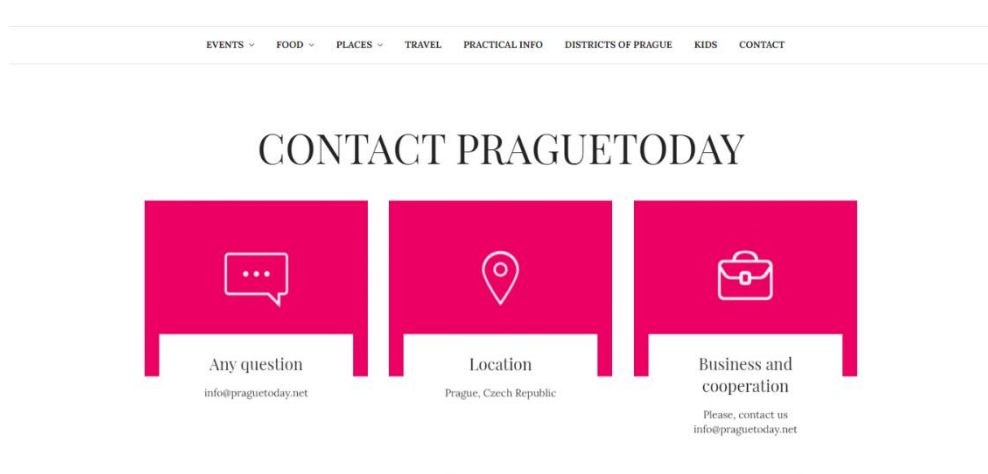 EVENTS FOOD PLACES TRAVEL PRACTICAL INFO DISTRICTS OF PRAGUE KIDS CONTACT
CONTACT PRAGUETODAY
Any question
info@praguetoday.net
Location
Prague, Czech Republic
Business and
cooperation
Please, contact us
info@praguetoday.net